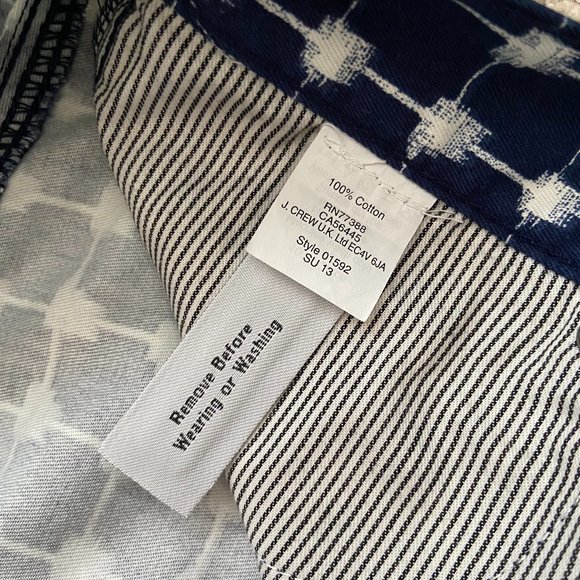 100% Cotton
RN77388
CA56445
J. CREW U.K. Ltd EC4V 6JA
Style 01592
SU 13
Remove Before
Wearing or Washing